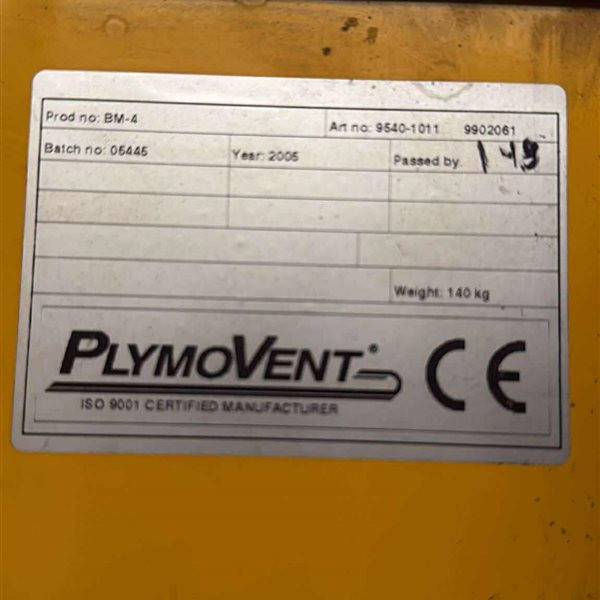 Prod no: BM-4
Art no: 9540-1011 9902061
Batch no: 05445 Year: 2005 Passed by:
Weight: 140 kg
PLYMOVENT®
CE
ISO 9001 CERTIFIED MANUFACTURER